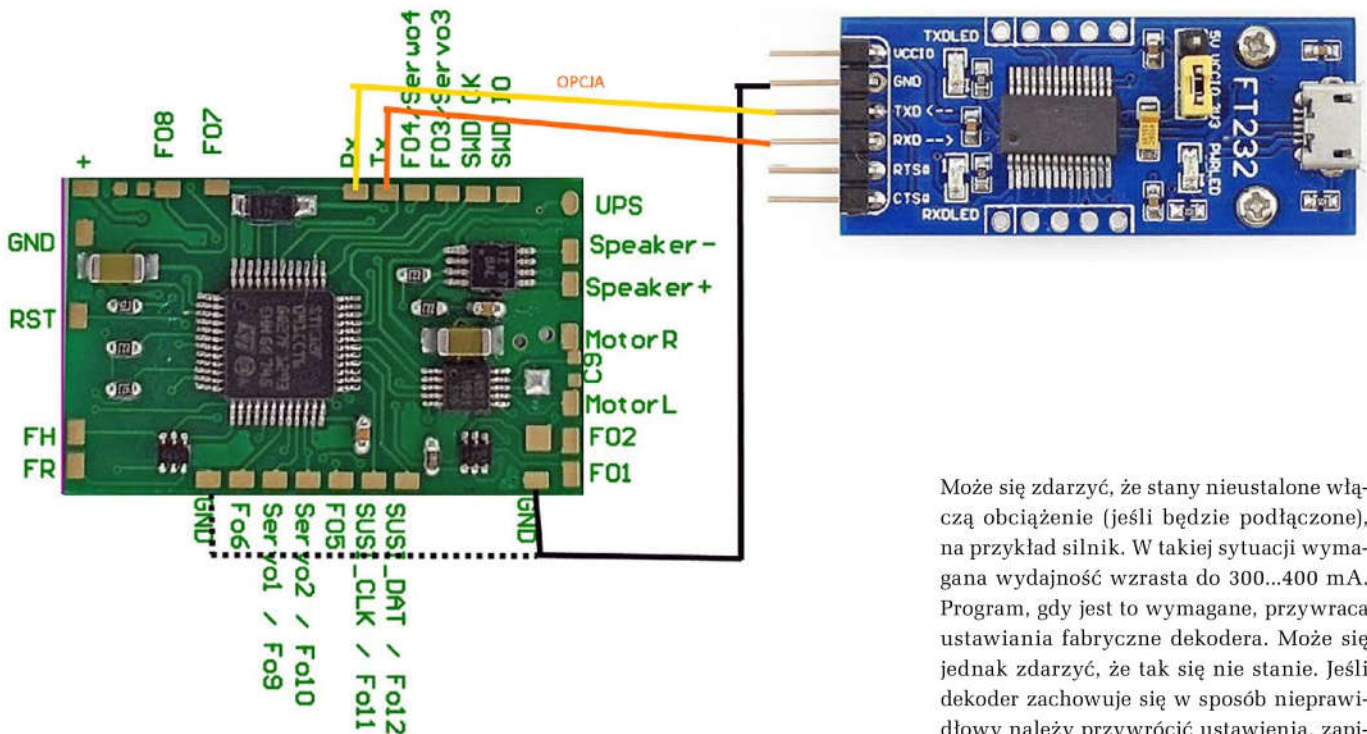 OPCJA
TXDLED
VCCIO
GND
TXD <--
RXD -->
RTS#
CTS#
RXDLED
5V VCCIO 3V3
PWRLED
FT232
+
FO8
FO7
Rx
Tx
FO4/Servo4
FO3/Servo3
SWD
SWD IO
UPS
Speaker-
Speaker+
MotorR
C9
MotorL
FO2
FO1
GND
RST
FH
FR
GND
Fo6
Servo1 / Fo9
Servo2 / Fo10
FO5
SUSI_CLK / Fo11
SUSI_DAT / Fo12
GND
Może się zdarzyć, że stany nieustalone włą-
czą obciążenie (jeśli będzie podłączone),
na przykład silnik. W takiej sytuacji wyma-
gana wydajność wzrasta do 300...400 mA.
Program, gdy jest to wymagane, przywraca
ustawiania fabryczne dekodera. Może się
jednak zdarzyć, że tak się nie stanie. Jeśli
dekoder zachowuje się w sposób nieprawi-
dłowy należy przywrócić ustawienia, zapi-